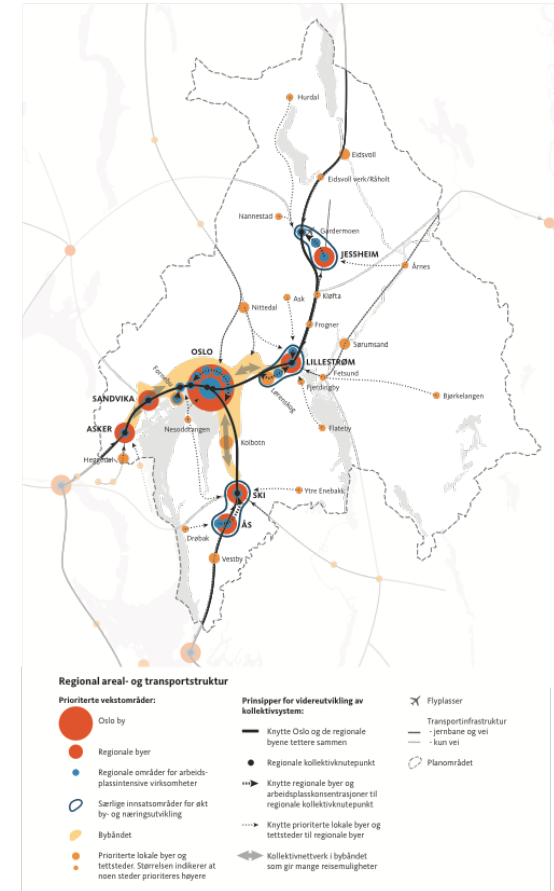 Hurdal
Eidsvoll
Eidsvoll verk/Råholt
Nannestad
Gardermoen
JESSHEIM
Årnes
Ask
Kløfta
Nittedal
Frogner
Sørumsand
OSLO
LILLESTRØM
Fetsund
Fornebu
Fjerdingby
Bjørkelangen
SANDVIKA
Lørenskog
Nesoddtangen
Flateby
ASKER
Kolbotn
Heggedal
Ytre Enebakk
SKI
ÅS
Drøbak
Vestby
Regional areal- og transportstruktur
Prioriterte vekstområder:
Oslo by
Regionale byer
Regionale områder for arbeids-
plassintensive virksomheter
Særlige innsatsområder for økt
by- og næringsutvikling
Bybåndet
Prioriterte lokale byer og
tettsteder. Størrelsen indikerer at
noen steder prioriteres høyere
Prinsipper for videreutvikling av
kollektivsystem:
Knytte Oslo og de regionale
byene tettere sammen
Regionale kollektivknutepunkt
Knytte regionale byer og
arbeidsplasskonsentrasjoner til
regionale kollektivknutepunkt
Knytte prioriterte lokale byer og
tettsteder til regionale byer
Kollektivnettverk i bybåndet
som gir mange reisemuligheter
Flyplasser
Transportinfrastruktur
- jernbane og vei
- kun vei
Planområdet